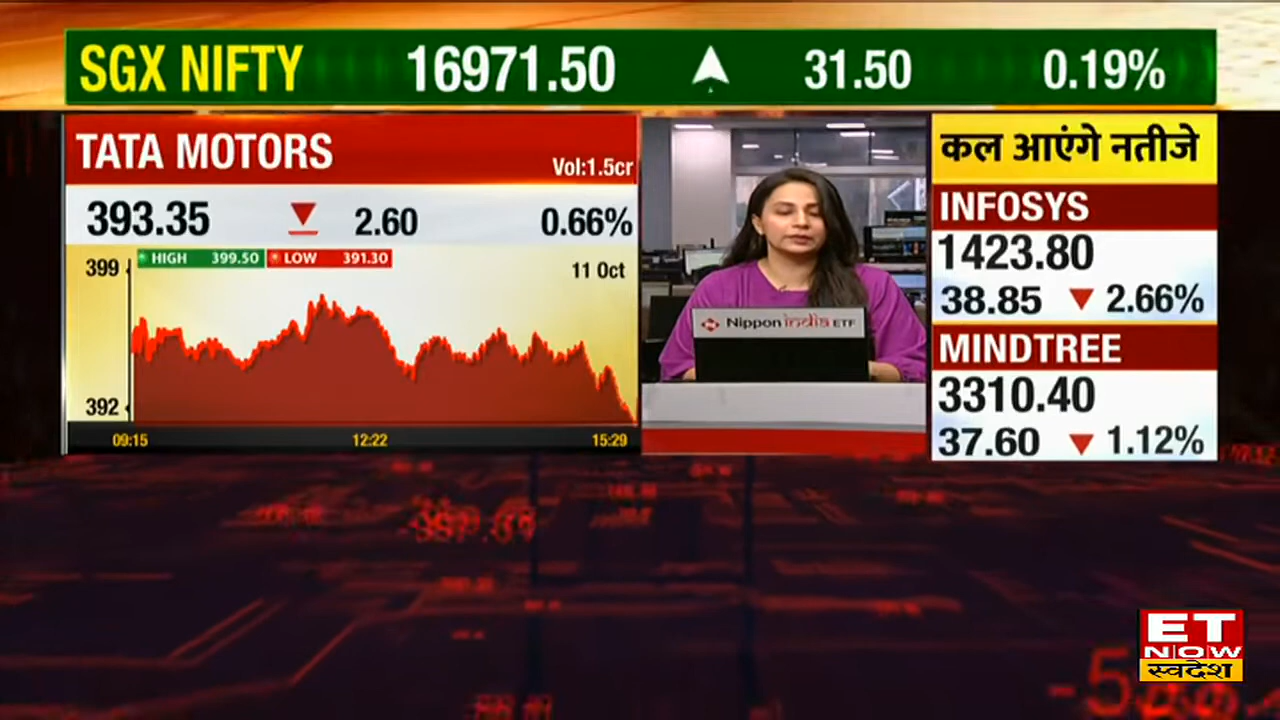 SGX NIFTY 16971.50 31.50 0.19%
TATA MOTORS Vol:1.5cr
393.35 2.60 0.66%
HIGH 399.50 LOW 391.30
11 Oct
399
392
09:15 12:22 15:29
Nippon india ETF
कल आएंगे नतीजे
INFOSYS
1423.80
38.85 2.66%
MINDTREE
3310.40
37.60 1.12%
ET
NOW
स्वदेश